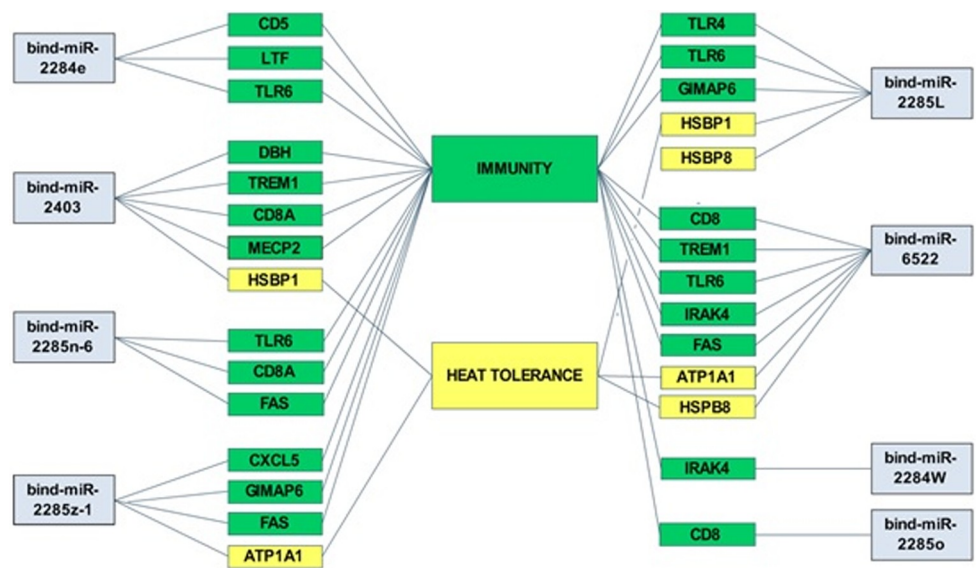 bind-miR-
2284e
CD5
LTF
TLR6
bind-miR-
2403
DBH
TREM1
CD8A
MECP2
HSBP1
bind-miR-
2285n-6
TLR6
CD8A
FAS
bind-miR-
2285z-1
CXCL5
GIMAP6
FAS
ATP1A1
IMMUNITY
HEAT TOLERANCE
TLR4
TLR6
GIMAP6
HSBP1
HSBP8
bind-miR-
2285L
CD8
TREM1
TLR6
IRAK4
FAS
ATP1A1
HSPB8
bind-miR-
6522
IRAK4
bind-miR-
2284W
CD8
bind-miR-
2285o